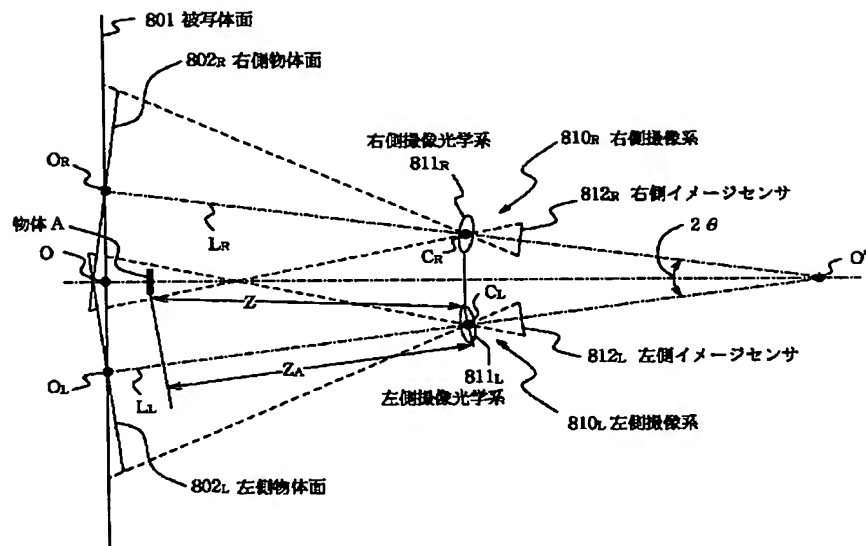 801 被写体面
802R 右側物体面
右側撮像光学系
811R
810R 右側撮像系
812R 右側イメージセンサ
OR
物体A
LR
CR
2θ
O
O'
Z
CL
ZA
OL
LL
811L
左側撮像光学系
812L 左側イメージセンサ
810L 左側撮像系
802L 左側物体面